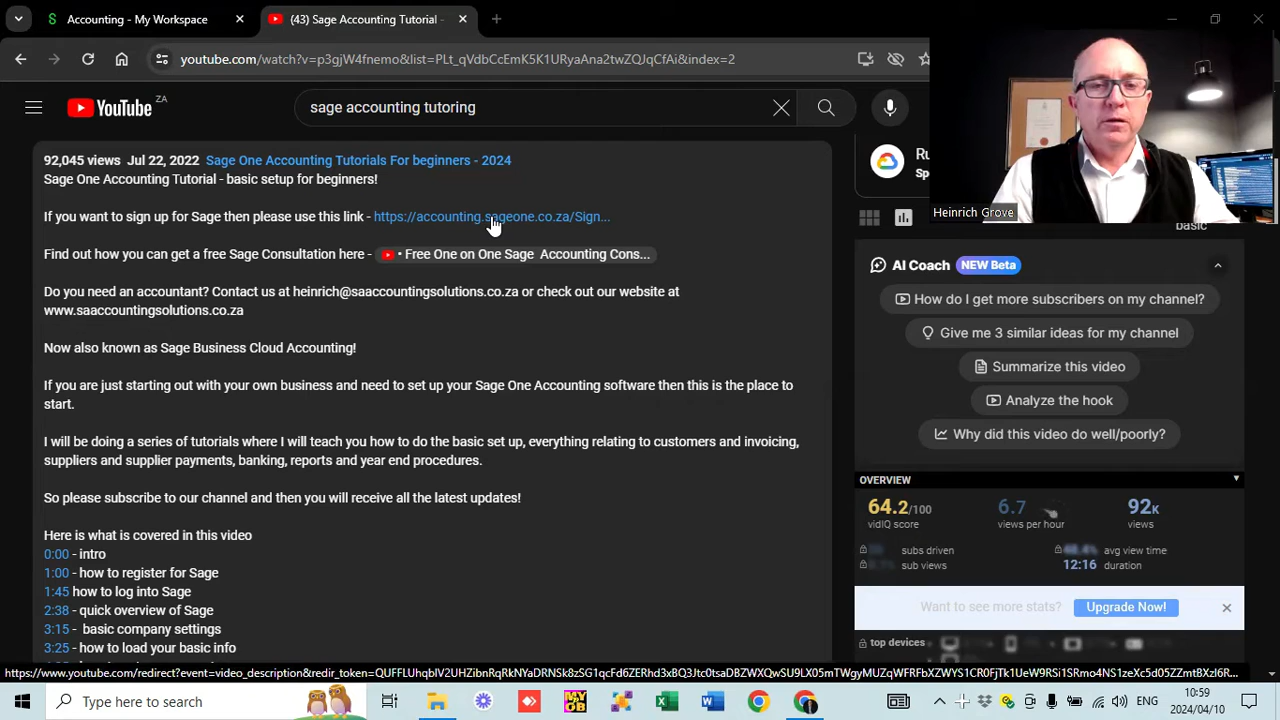 Accounting - My Workspace
(43) Sage Accounting Tutorial -
youtube.com/watch?v=p3gjW4fnemo&list=PLt_qVdbCcEmK5K1URyaAna2twZQJqCfAi&index=2
YouTube ZA
sage accounting tutoring
Heinrich Grove
92,045 views Jul 22, 2022 Sage One Accounting Tutorials For beginners - 2024
Sage One Accounting Tutorial - basic setup for beginners!
If you want to sign up for Sage then please use this link - https://accounting.sageone.co.za/Sign...
Find out how you can get a free Sage Consultation here - • Free One on One Sage Accounting Cons...
Do you need an accountant? Contact us at heinrich@saaccountingsolutions.co.za or check out our website at
www.saaccountingsolutions.co.za
Now also known as Sage Business Cloud Accounting!
If you are just starting out with your own business and need to set up your Sage One Accounting software then this is the place to
start.
I will be doing a series of tutorials where I will teach you how to do the basic set up, everything relating to customers and invoicing,
suppliers and supplier payments, banking, reports and year end procedures.
So please subscribe to our channel and then you will receive all the latest updates!
Here is what is covered in this video
0:00 - intro
1:00 - how to register for Sage
1:45 how to log into Sage
2:38 - quick overview of Sage
3:15 - basic company settings
3:25 - how to load your basic info
Ru
Sp
basic
AI Coach NEW Beta
How do I get more subscribers on my channel?
Give me 3 similar ideas for my channel
Summarize this video
Analyze the hook
Why did this video do well/poorly?
OVERVIEW
64.2/100
vidIQ score
6.7
views per hour
92K
views
subs driven
avg view time
sub views
12:16 duration
Want to see more stats? Upgrade Now!
top devices
Type here to search
MYOB
ENG
10:59
2024/04/10